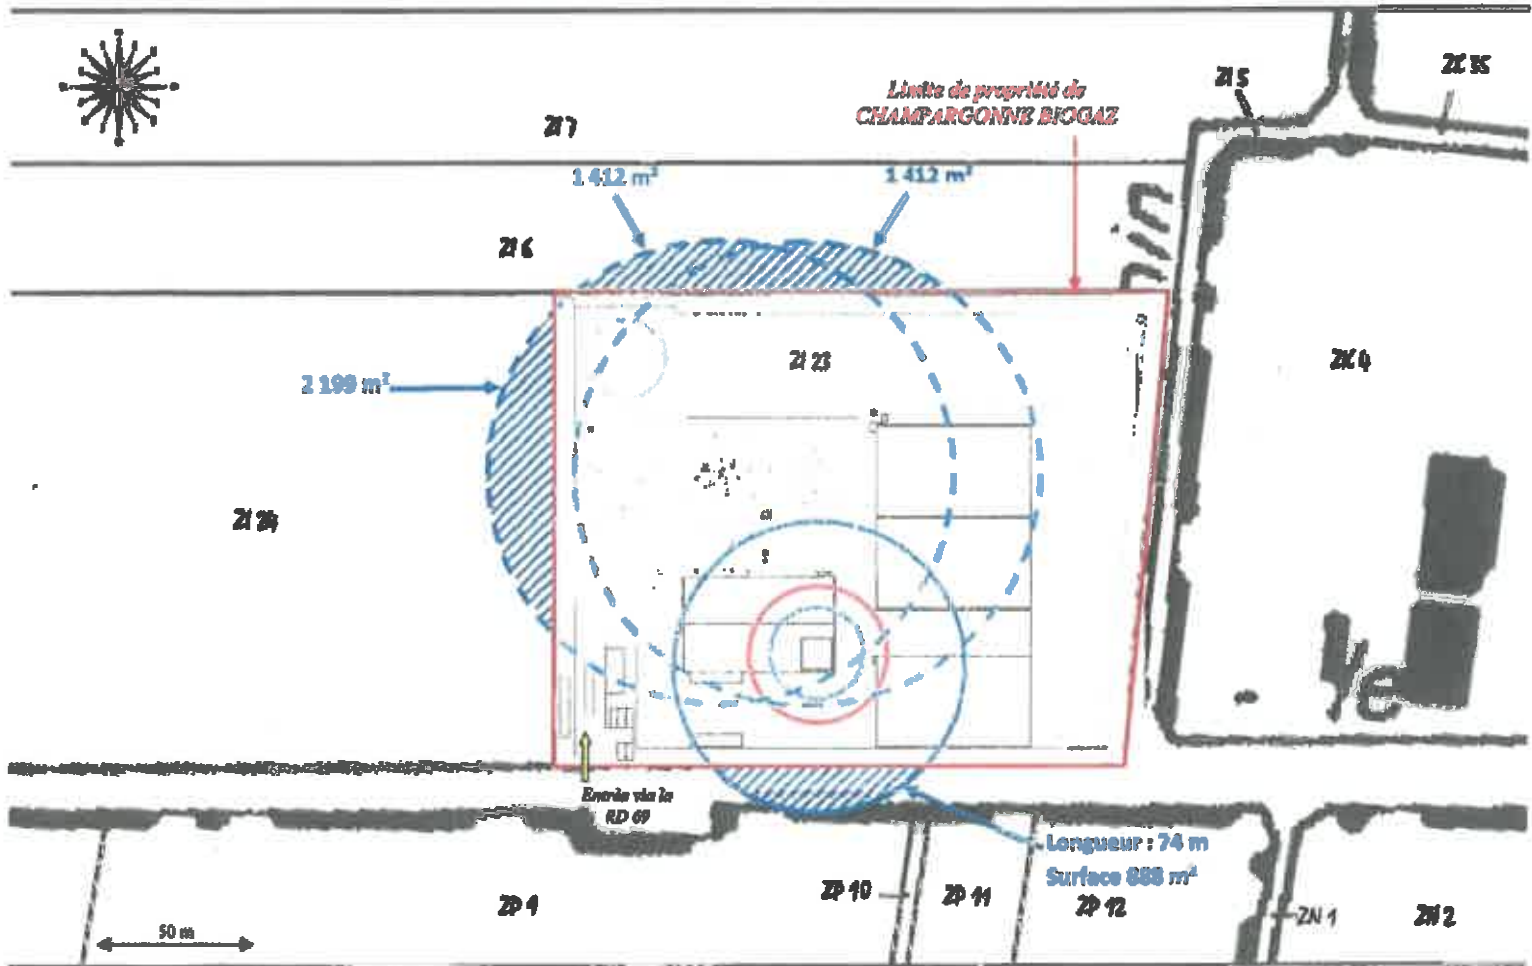 ZI 5
ZC 35
Limite de propriété de
CHAMPARGONNE BIOGAZ
ZI 7
1 412 m²
1 412 m²
ZI 6
ZI 23
ZC 4
2 199 m²
ZI 24
Entrée via la
RD 69
Longueur : 74 m
Surface 888 m²
ZP 10
ZP 11
ZP 12
ZP 1
ZN 1
ZN 2
50 m